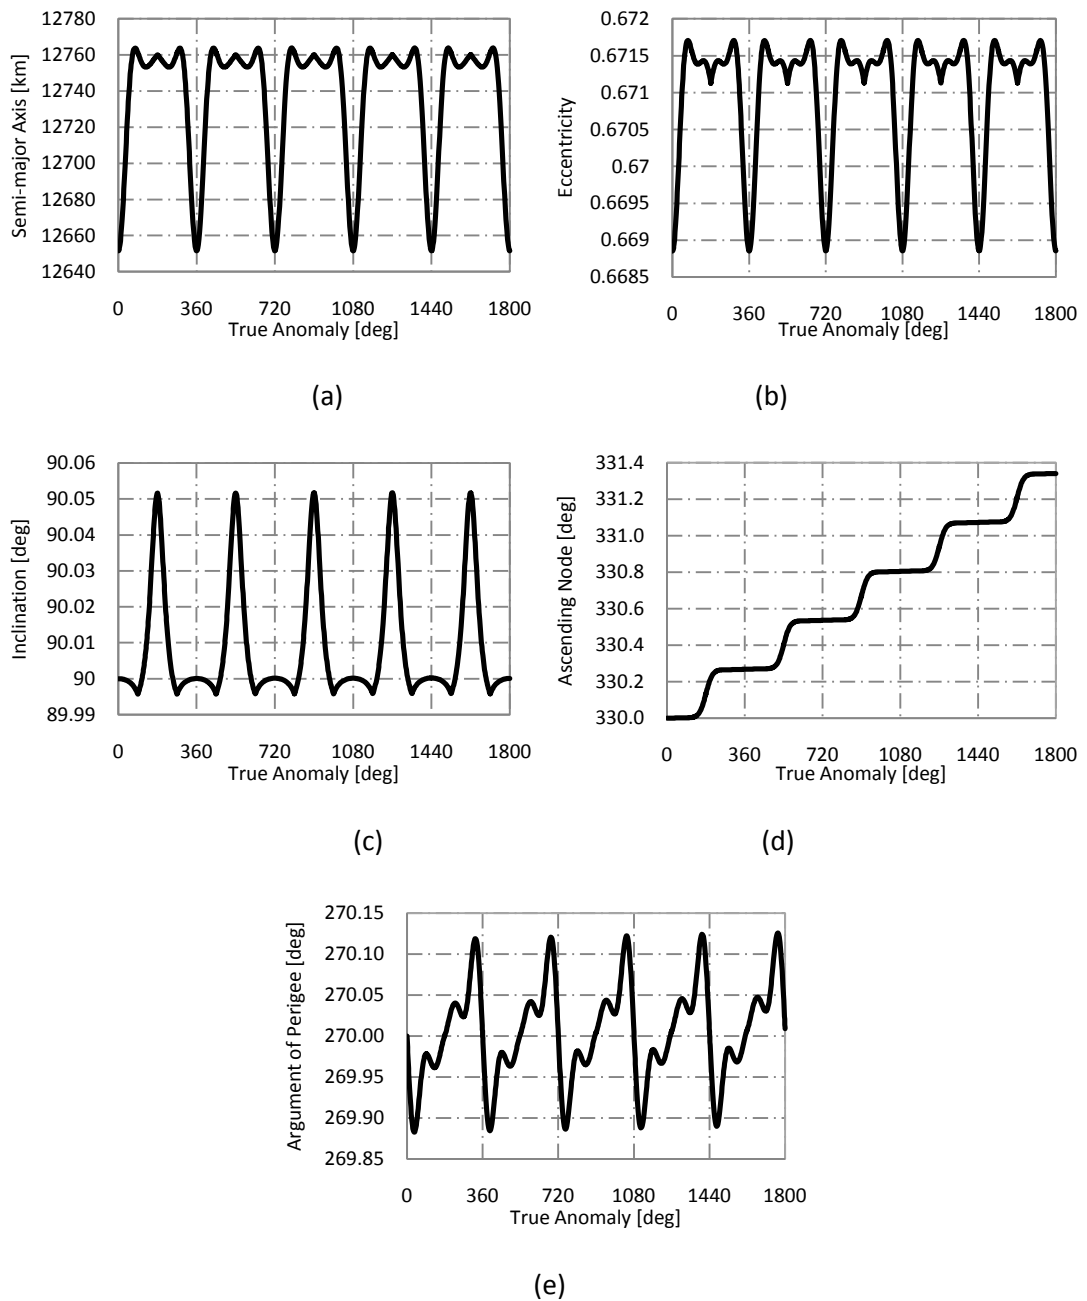 12780
12760
12740
12720
12700
12680
12660
12640
Semi-major Axis [km]
0 360 720 1080 1440 1800
True Anomaly [deg]
(a)
0.672
0.6715
0.671
0.6705
0.67
0.6695
0.669
0.6685
Eccentricity
0 360 720 1080 1440 1800
True Anomaly [deg]
(b)
90.06
90.05
90.04
90.03
90.02
90.01
90
89.99
Inclination [deg]
0 360 720 1080 1440 1800
True Anomaly [deg]
(c)
331.4
331.2
331.0
330.8
330.6
330.4
330.2
330.0
Ascending Node [deg]
0 360 720 1080 1440 1800
True Anomaly [deg]
(d)
270.15
270.10
270.05
270.00
269.95
269.90
269.85
Argument of Perigee [deg]
0 360 720 1080 1440 1800
True Anomaly [deg]
(e)